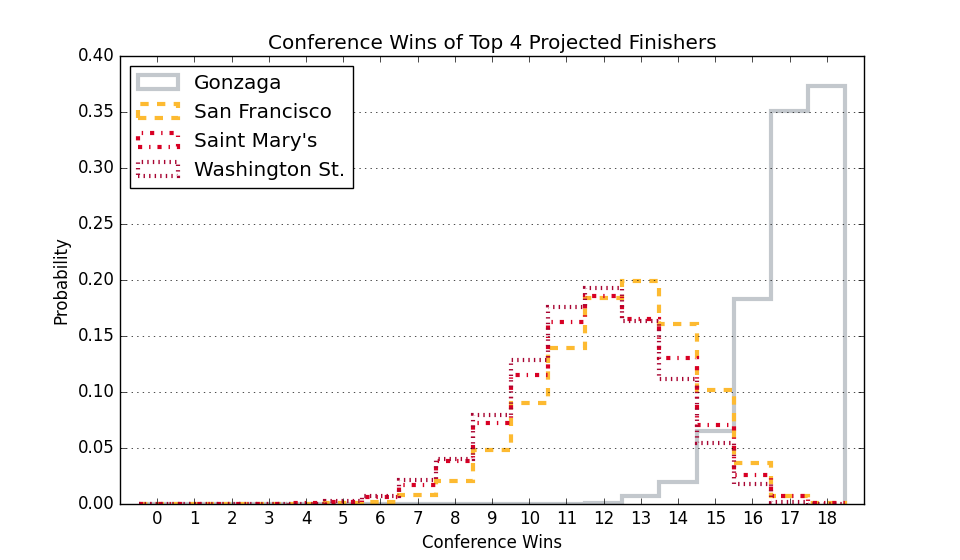 Conference Wins of Top 4 Projected Finishers
Gonzaga
San Francisco
Saint Mary's
Washington St.
Probability
0.40
0.35
0.30
0.25
0.20
0.15
0.10
0.05
0.00
0 1 2 3 4 5 6 7 8 9 10 11 12 13 14 15 16 17 18
Conference Wins